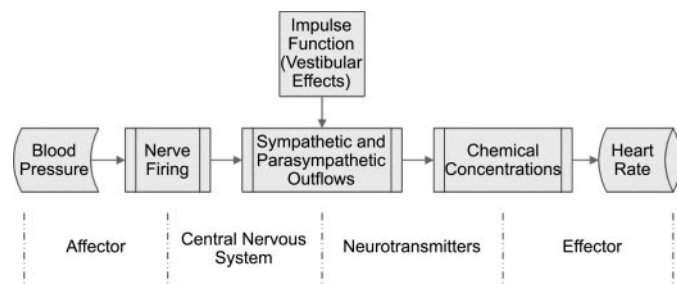 Impulse
Function
(Vestibular
Effects)
Blood
Pressure
Nerve
Firing
Sympathetic and
Parasympathetic
Outflows
Chemical
Concentrations
Heart
Rate
Affector
Central Nervous
System
Neurotransmitters
Effector